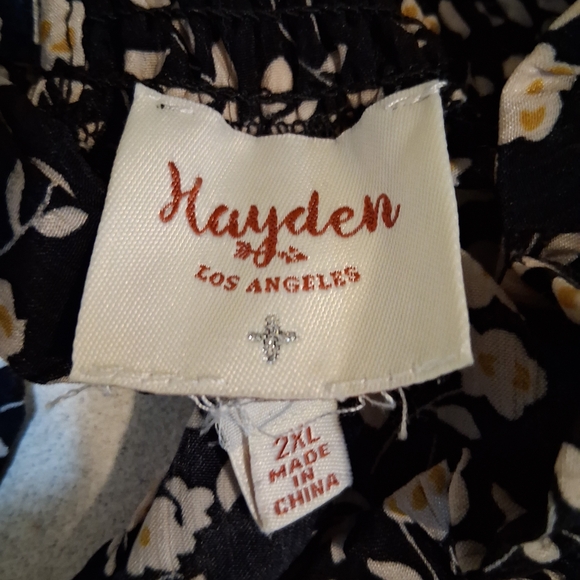 Hayden
LOS ANGELES
+
2XL
MADE
IN
CHINA